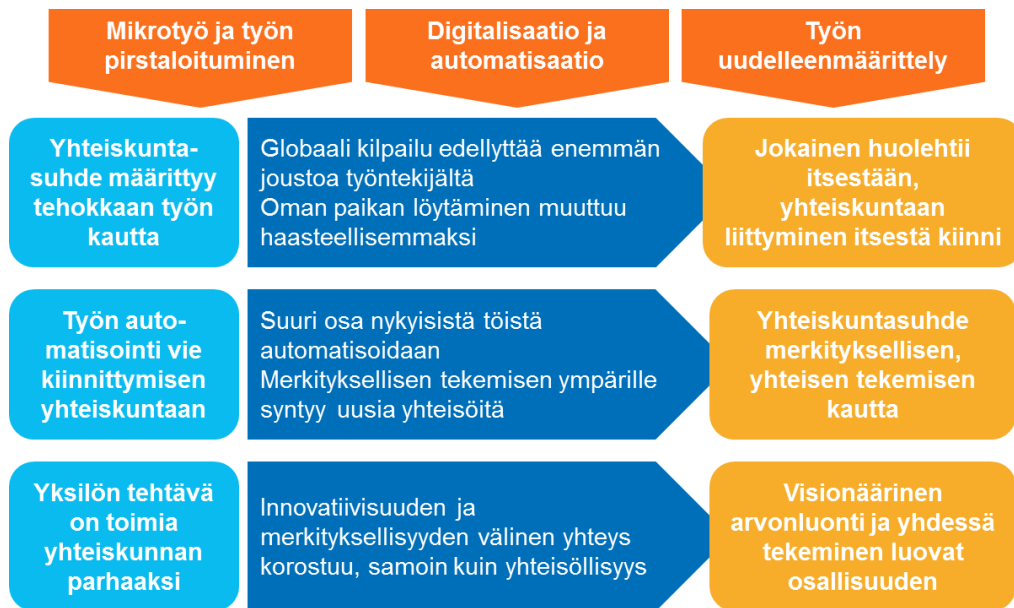 Mikrotyö ja työn
pirstaloituminen
Digitalisaatio ja
automatisaatio
Työn
uudelleenmäärittely
Yhteiskunta-
suhde määrittyy
tehokkaan työn
kautta
Globaali kilpailu edellyttää enemmän
joustoa työntekijältä
Oman paikan löytäminen muuttuu
haasteellisemmaksi
Jokainen huolehtii
itsestään,
yhteiskuntaan
liittyminen itsestä kiinni
Työn auto-
matisointi vie
kiinnittymisen
yhteiskuntaan
Suuri osa nykyisistä töistä
automatisoidaan
Merkityksellisen tekemisen ympärille
syntyy uusia yhteisöitä
Yhteiskuntasuhde
merkityksellisen,
yhteisen tekemisen
kautta
Yksilön tehtävä
on toimia
yhteiskunnan
parhaaksi
Innovatiivisuuden ja
merkityksellisyyden välinen yhteys
korostuu, samoin kuin yhteisöllisyys
Visionäärinen
arvonluonti ja yhdessä
tekeminen luovat
osallisuuden